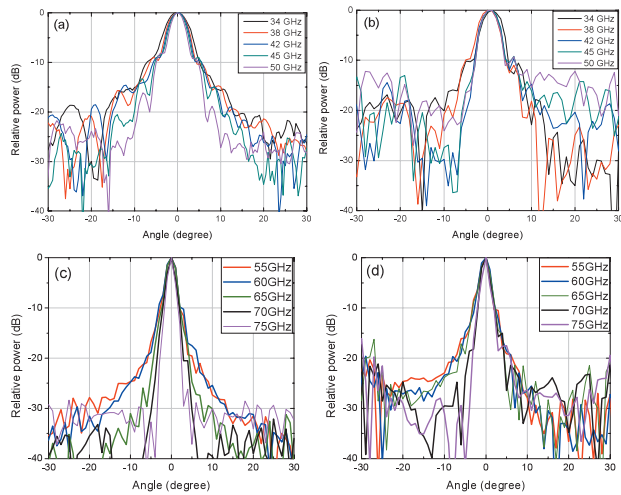 (a)
34 GHz
38 GHz
42 GHz
45 GHz
50 GHz
Relative power (dB)
0
-10
-20
-30
-40
-30 -20 -10 0 10 20 30
Angle (degree)
(b)
34 GHz
38 GHz
42 GHz
45 GHz
50 GHz
Relative power (dB)
0
-10
-20
-30
-40
-30 -20 -10 0 10 20 30
Angle (degree)
(c)
55GHz
60GHz
65GHz
70GHz
75GHz
Relative power (dB)
0
-10
-20
-30
-40
-30 -20 -10 0 10 20 30
Angle (degree)
(d)
55GHz
60GHz
65GHz
70GHz
75GHz
Relative power (dB)
0
-10
-20
-30
-40
-30 -20 -10 0 10 20 30
Angle (degree)